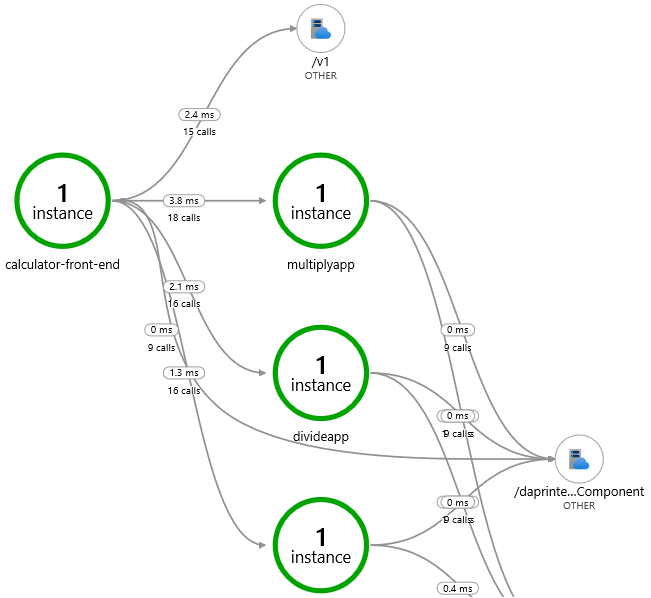 /v1
OTHER
2.4 ms
15 calls
1
instance
calculator-front-end
3.8 ms
18 calls
1
instance
multiplyapp
2.1 ms
16 calls
0 ms
9 calls
0 ms
9 calls
1.3 ms
16 calls
1
instance
divideapp
0 ms
calls
/daprinte...Component
OTHER
0 ms
calls
1
instance
0.4 ms